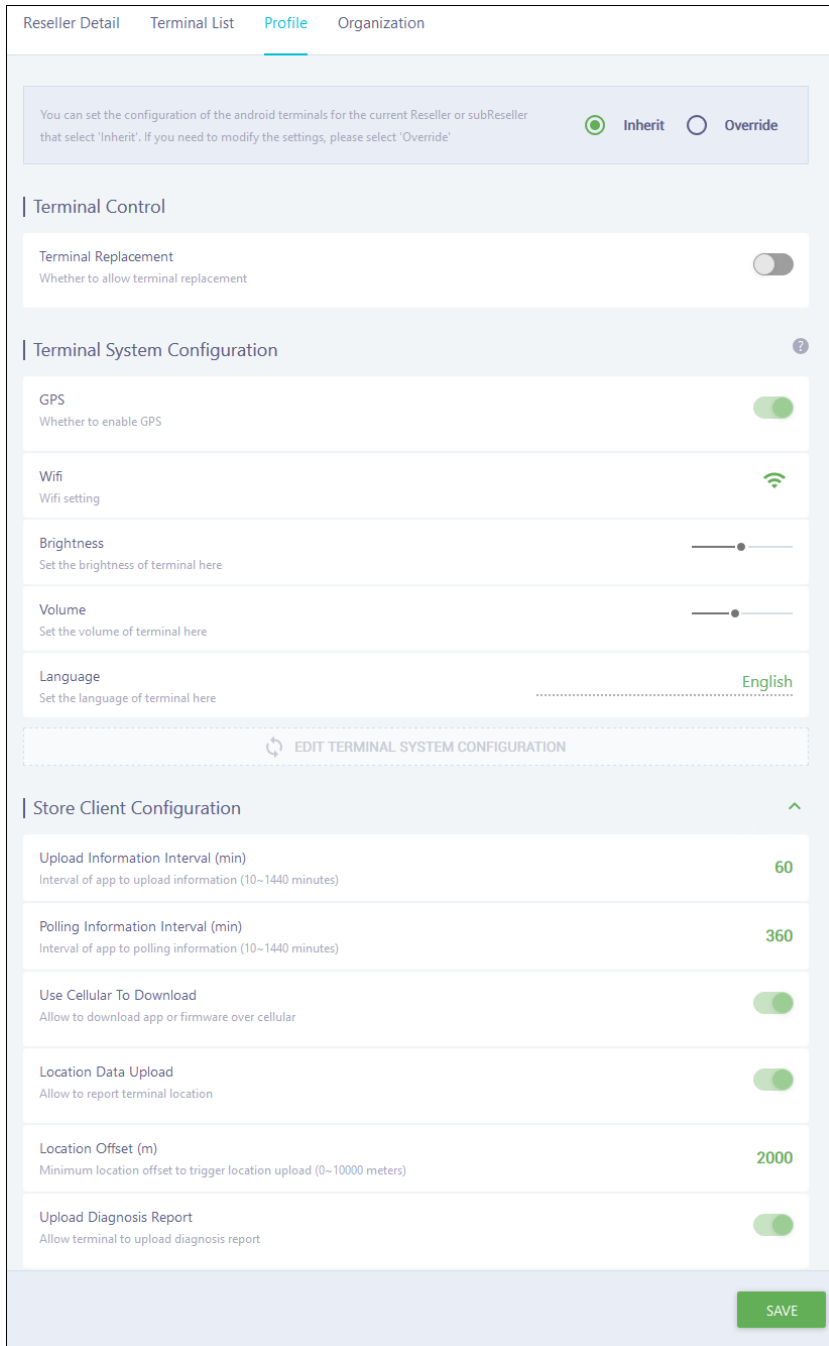 Reseller Detail Terminal List Profile Organization
You can set the configuration of the android terminals for the current Reseller or subReseller
that select 'Inherit'. If you need to modify the settings, please select 'Override'
Inherit Override
Terminal Control
Terminal Replacement
Whether to allow terminal replacement
Terminal System Configuration ?
GPS
Whether to enable GPS
Wifi
Wifi setting
Brightness
Set the brightness of terminal here
Volume
Set the volume of terminal here
Language
English
Set the language of terminal here
EDIT TERMINAL SYSTEM CONFIGURATION
Store Client Configuration
Upload Information Interval (min)
60
Interval of app to upload information (10~1440 minutes)
Polling Information Interval (min)
360
Interval of app to polling information (10~1440 minutes)
Use Cellular To Download
Allow to download app or firmware over cellular
Location Data Upload
Allow to report terminal location
Location Offset (m)
2000
Minimum location offset to trigger location upload (0~10000 meters)
Upload Diagnosis Report
Allow terminal to upload diagnosis report
SAVE